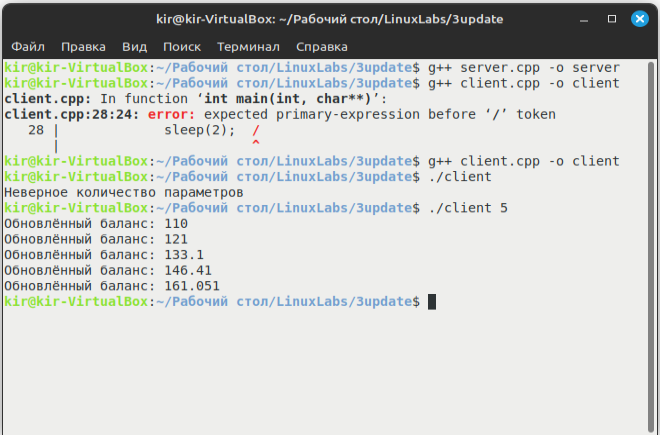 kir@kir-VirtualBox: ~/Рабочий стол/LinuxLabs/3update
Файл Правка Вид Поиск Терминал Справка
kir@kir-VirtualBox:~/Рабочий стол/LinuxLabs/3update$ g++ server.cpp -o server
kir@kir-VirtualBox:~/Рабочий стол/LinuxLabs/3update$ g++ client.cpp -o client
client.cpp: In function ‘int main(int, char**)’:
client.cpp:28:24: error: expected primary-expression before ‘/’ token
   28 |             sleep(2);  /
      |                        ^
kir@kir-VirtualBox:~/Рабочий стол/LinuxLabs/3update$ g++ client.cpp -o client
kir@kir-VirtualBox:~/Рабочий стол/LinuxLabs/3update$ ./client
Неверное количество параметров
kir@kir-VirtualBox:~/Рабочий стол/LinuxLabs/3update$ ./client 5
Обновлённый баланс: 110
Обновлённый баланс: 121
Обновлённый баланс: 133.1
Обновлённый баланс: 146.41
Обновлённый баланс: 161.051
kir@kir-VirtualBox:~/Рабочий стол/LinuxLabs/3update$